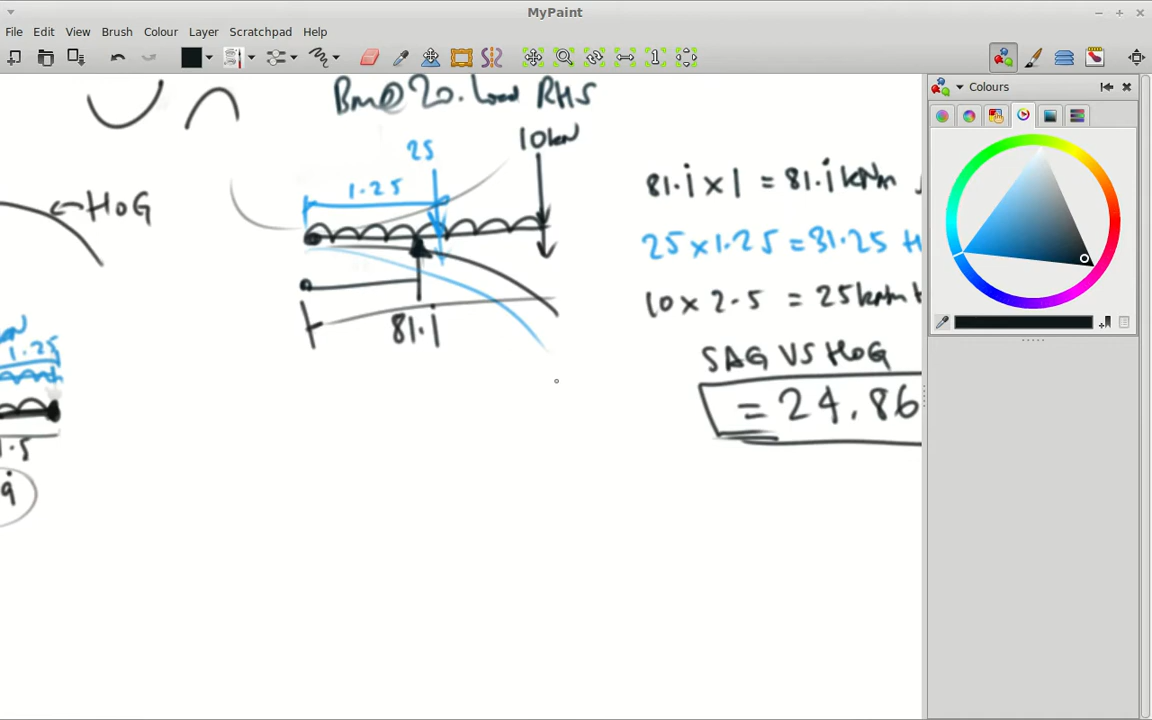 MyPaint
File Edit View Brush Colour Layer Scratchpad Help
Colours
Bm@ 20. Load RHS
10kN
25
1.25
← HoG
81.i
81.i x 1 = 81.i kNm
25 x 1.25 = 31.25 H
10 x 2.5 = 25kNm
SAG VS HoG
= 24.86
1.25
1.5